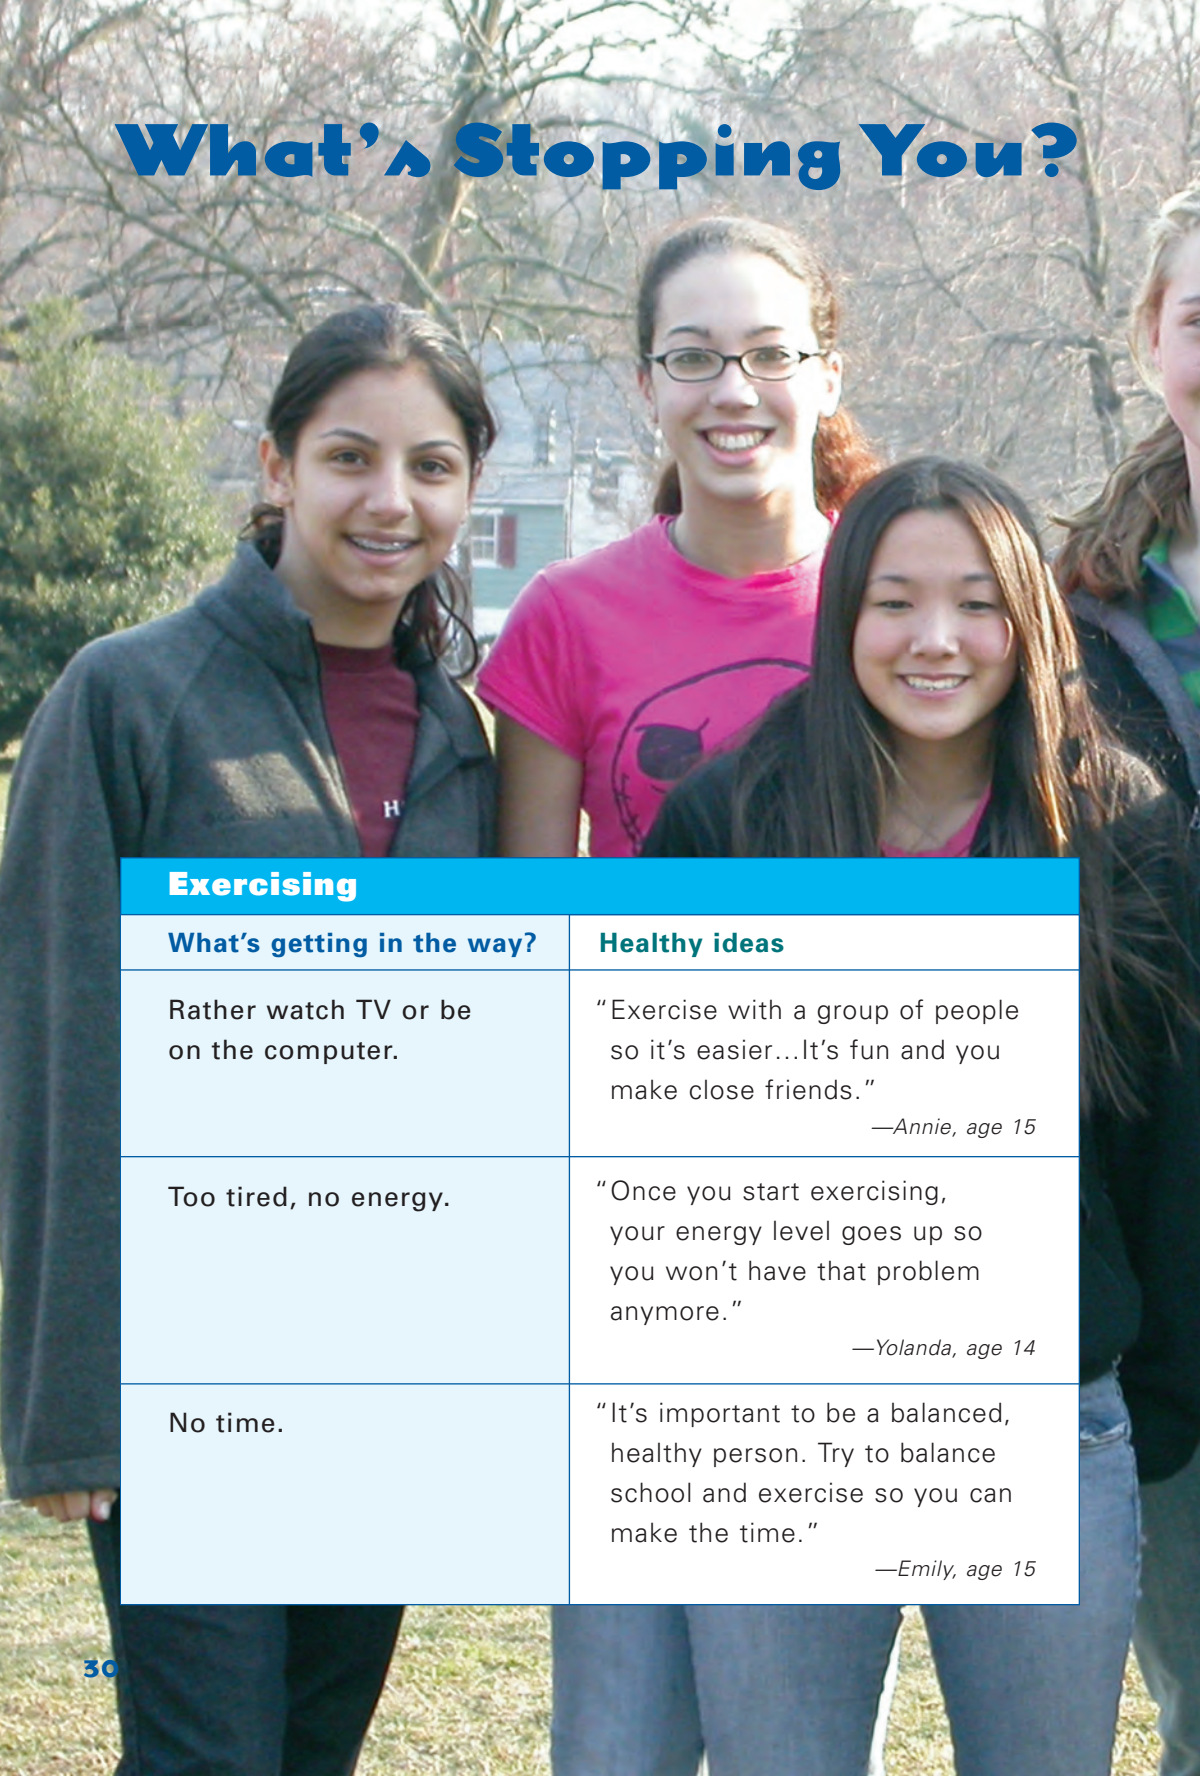 What's Stopping You?
H
Exercising
What's getting in the way?
Healthy ideas
Rather watch TV or be
on the computer.
“Exercise with a group of people
so it's easier...It's fun and you
make close friends.”
—Annie, age 15
Too tired, no energy.
“Once you start exercising,
your energy level goes up so
you won't have that problem
anymore.”
—Yolanda, age 14
No time.
“It's important to be a balanced,
healthy person. Try to balance
school and exercise so you can
make the time.”
—Emily, age 15
30